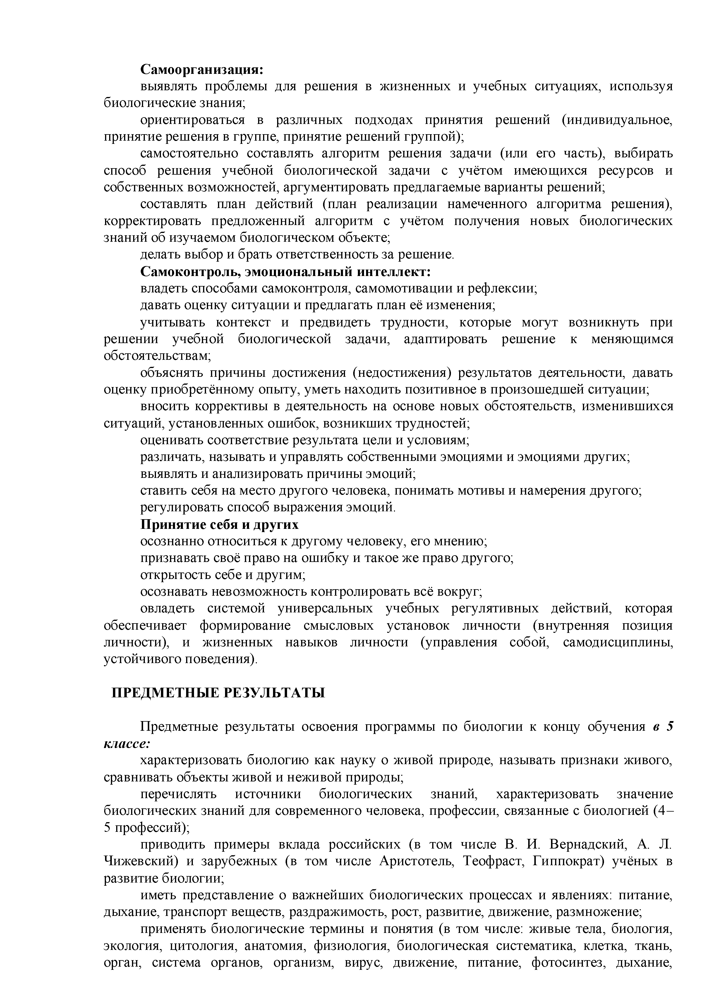 Самоорганизация:
выявлять проблемы для решения в жизненных и учебных ситуациях, используя
биологические знания;
ориентироваться в различных подходах принятия решений (индивидуальное,
принятие решения в группе, принятие решений группой);
самостоятельно составлять алгоритм решения задачи (или его часть), выбирать
способ решения учебной биологической задачи с учётом имеющихся ресурсов и
собственных возможностей, аргументировать предлагаемые варианты решений;
составлять план действий (план реализации намеченного алгоритма решения),
корректировать предложенный алгоритм с учётом получения новых биологических
знаний об изучаемом биологическом объекте;
делать выбор и брать ответственность за решение.
Самоконтроль, эмоциональный интеллект:
владеть способами самоконтроля, самомотивации и рефлексии;
давать оценку ситуации и предлагать план её изменения;
учитывать контекст и предвидеть трудности, которые могут возникнуть при
решении учебной биологической задачи, адаптировать решение к меняющимся
обстоятельствам;
объяснять причины достижения (недостижения) результатов деятельности, давать
оценку приобретённому опыту, уметь находить позитивное в произошедшей ситуации;
вносить коррективы в деятельность на основе новых обстоятельств, изменившихся
ситуаций, установленных ошибок, возникших трудностей;
оценивать соответствие результата цели и условиям;
различать, называть и управлять собственными эмоциями и эмоциями других;
выявлять и анализировать причины эмоций;
ставить себя на место другого человека, понимать мотивы и намерения другого;
регулировать способ выражения эмоций.
Принятие себя и других
осознанно относиться к другому человеку, его мнению;
признавать своё право на ошибку и такое же право другого;
открытость себе и другим;
осознавать невозможность контролировать всё вокруг;
овладеть системой универсальных учебных регулятивных действий, которая
обеспечивает формирование смысловых установок личности (внутренняя позиция
личности), и жизненных навыков личности (управления собой, самодисциплины,
устойчивого поведения).
ПРЕДМЕТНЫЕ РЕЗУЛЬТАТЫ
Предметные результаты освоения программы по биологии к концу обучения в 5
классе:
характеризовать биологию как науку о живой природе, называть признаки живого,
сравнивать объекты живой и неживой природы;
перечислять источники биологических знаний, характеризовать значение
биологических знаний для современного человека, профессии, связанные с биологией (4–
5 профессий);
приводить примеры вклада российских (в том числе В. И. Вернадский, А. Л.
Чижевский) и зарубежных (в том числе Аристотель, Теофраст, Гиппократ) учёных в
развитие биологии;
иметь представление о важнейших биологических процессах и явлениях: питание,
дыхание, транспорт веществ, раздражимость, рост, развитие, движение, размножение;
применять биологические термины и понятия (в том числе: живые тела, биология,
экология, цитология, анатомия, физиология, биологическая систематика, клетка, ткань,
орган, система органов, организм, вирус, движение, питание, фотосинтез, дыхание,